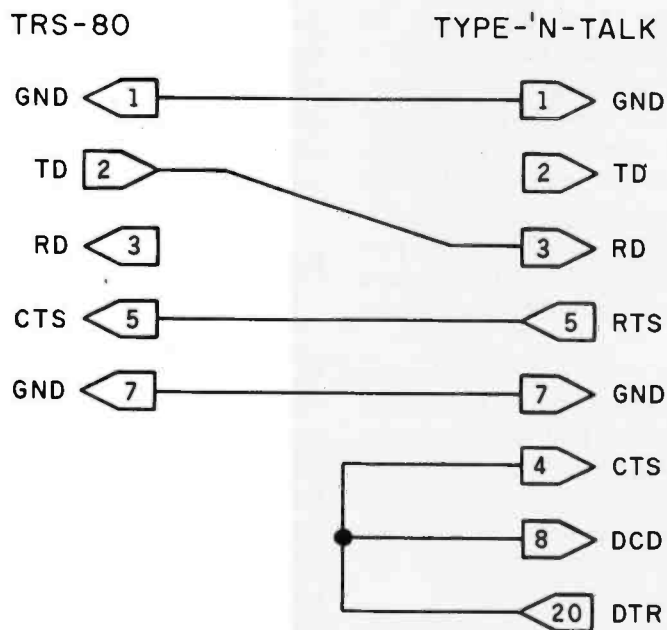 TRS-80 TYPE-'N-TALK
GND 1 1 GND
TD 2 2 TD
RD 3 3 RD
CTS 5 5 RTS
GND 7 7 GND
4 CTS
8 DCD
20 DTR